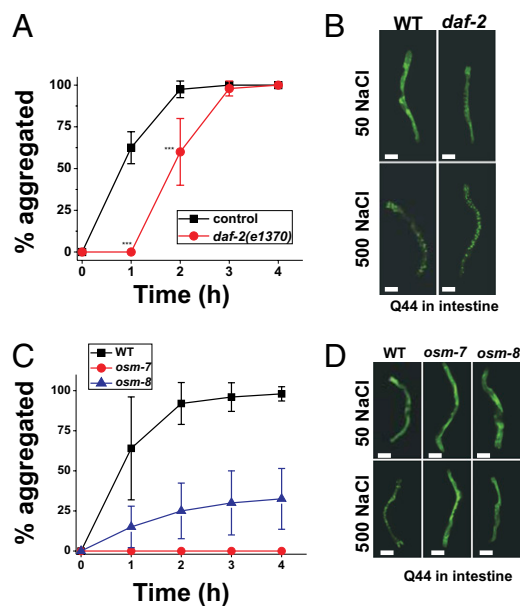 A
% aggregated
100
75
50
25
0
***
***
control
daf-2(e1370)
0 1 2 3 4
Time (h)
B
WT daf-2
50 NaCl
500 NaCl
Q44 in intestine
C
WT
osm-7
osm-8
% aggregated
100
75
50
25
0
0 1 2 3 4
Time (h)
D
WT osm-7 osm-8
50 NaCl
500 NaCl
Q44 in intestine